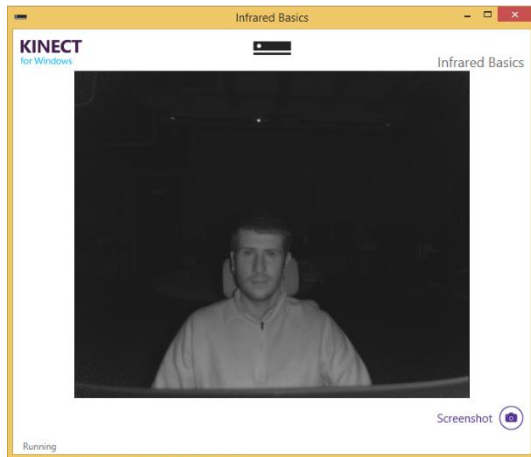 Infrared Basics
KINECT
for Windows
Infrared Basics
Screenshot
Running